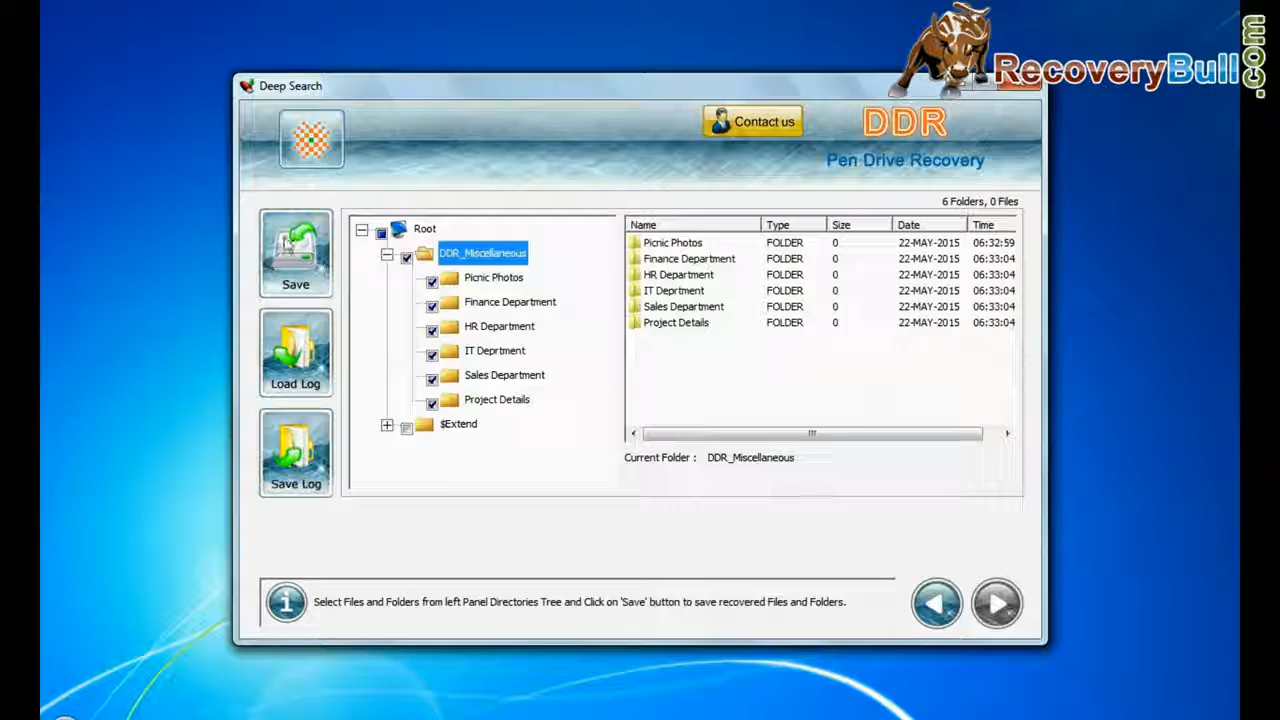 RecoveryBull.com
Deep Search
Contact us
DDR
Pen Drive Recovery
6 Folders, 0 Files
Save
Load Log
Save Log
Root
DDR_Miscellaneous
Picnic Photos
Finance Department
HR Department
IT Deprtment
Sales Department
Project Details
$Extend
Name Type Size Date Time
Picnic Photos FOLDER 0 22-MAY-2015 06:32:59
Finance Department FOLDER 0 22-MAY-2015 06:33:04
HR Department FOLDER 0 22-MAY-2015 06:33:04
IT Deprtment FOLDER 0 22-MAY-2015 06:33:04
Sales Department FOLDER 0 22-MAY-2015 06:33:04
Project Details FOLDER 0 22-MAY-2015 06:33:04
Current Folder : DDR_Miscellaneous
Select Files and Folders from left Panel Directories Tree and Click on 'Save' button to save recovered Files and Folders.